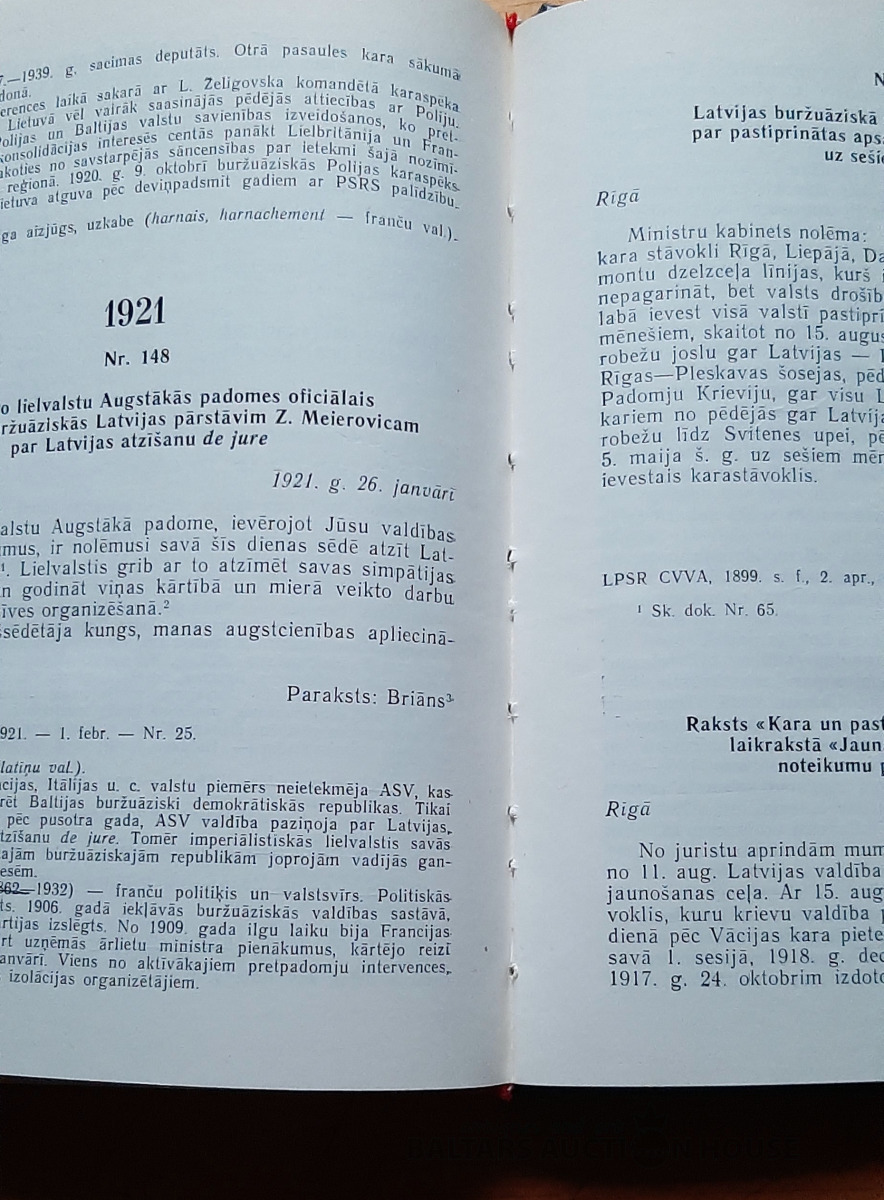 7.—1939. g. sacimas deputāts. Otrā pasaules kara sākumā
donā.
erences laikā sakarā ar L. Želigovska komandētā karaspēka
Lietuvā vēl vairāk saasinājās pēdējās attiecības ar Poliju.
Polijas un Baltijas valstu savienības izveidošanos, ko pret-
konsolidācijas interesēs centās panākt Lielbritānija un Fran-
akoties no savstarpējās sāncensības par ietekmi šajā nozīmī-
reģionā. 1920. g. 9. oktobrī buržuāziskās Polijas karaspēks
ietuva atguva pēc deviņpadsmit gadiem ar PSRS palīdzību.
ga aizjūgs, uzkabe (harnais, harnachement — franču val.).
1921
Nr. 148
o lielvalstu Augstākās padomes oficiālais
ržuāziskās Latvijas pārstāvim Z. Meierovicam
par Latvijas atzīšanu de jure
1921. g. 26. janvārī
alstu Augstākā padome, ievērojot Jūsu valdības
mus, ir nolēmusi savā šīs dienas sēdē atzīt Lat-
¹. Lielvalstis grib ar to atzīmēt savas simpātijas
n godināt viņas kārtībā un mierā veikto darbu
īves organizēšanā.²
sēdētāja kungs, manas augstcienības apliecinā-
Paraksts: Briāns³
921. — 1. febr. — Nr. 25.
latiņu val.).
cijas, Itālijas u. c. valstu piemērs neietekmēja ASV, kas
rēt Baltijas buržuāziski demokrātiskās republikas. Tikai
pēc pusotra gada, ASV valdība paziņoja par Latvijas,
tzīšanu de jure. Tomēr imperiālistiskās lielvalstis savās
ajām buržuāziskajām republikām joprojām vadījās gan-
esēm.
862—1932) — franču politiķis un valstsvīrs. Politiskās
ts. 1906. gadā iekļāvās buržuāziskās valdības sastāvā,
rtijas izslēgts. No 1909. gada ilgu laiku bija Francijas
rt uzņēmās ārlietu ministra pienākumus, kārtējo reizi
anvārī. Viens no aktīvākajiem pretpadomju intervences,
izolācijas organizētājiem.
N
Latvijas buržuāziskā
par pastiprinātas apsa
uz seši
Rīgā
Ministru kabinets nolēma:
kara stāvokli Rīgā, Liepājā, Da
montu dzelzceļa līnijas, kurš i
nepagarināt, bet valsts drošīb
labā ievest visā valstī pastiprī
mēnešiem, skaitot no 15. augus
robežu joslu gar Latvijas —
Rīgas—Pleskavas šosejas, pēd
Padomju Krieviju, gar visu L
kariem no pēdējās gar Latvija
robežu līdz Svitenes upei, pē
5. maija š. g. uz sešiem mēn
ievestais karastāvoklis.
LPSR CVVA, 1899. s. f., 2. apr.,
¹ Sk. dok. Nr. 65.
Raksts «Kara un past
laikrakstā «Jaun
noteikumu p
Rīgā
No juristu aprindām mum
no 11. aug. Latvijas valdība
jaunošanas ceļa. Ar 15. aug
voklis, kuru krievu valdība p
dienā pēc Vācijas kara piete
savā 1. sesijā, 1918. g. dec
1917. g. 24. oktobrim izdoto
BALTARS AUCTION HOUSE